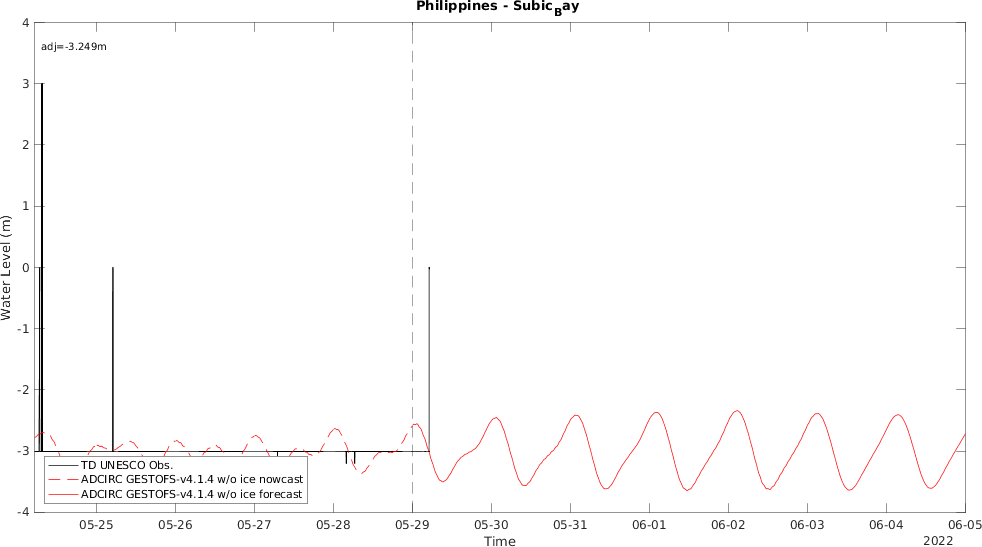 Philippines - Subic_Bay
adj=-3.249m
4
3
2
1
0
-1
-2
-3
-4
Water Level (m)
TD UNESCO Obs.
ADCIRC GESTOFS-v4.1.4 w/o ice nowcast
ADCIRC GESTOFS-v4.1.4 w/o ice forecast
05-25 05-26 05-27 05-28 05-29 05-30 05-31 06-01 06-02 06-03 06-04 06-05
Time
2022